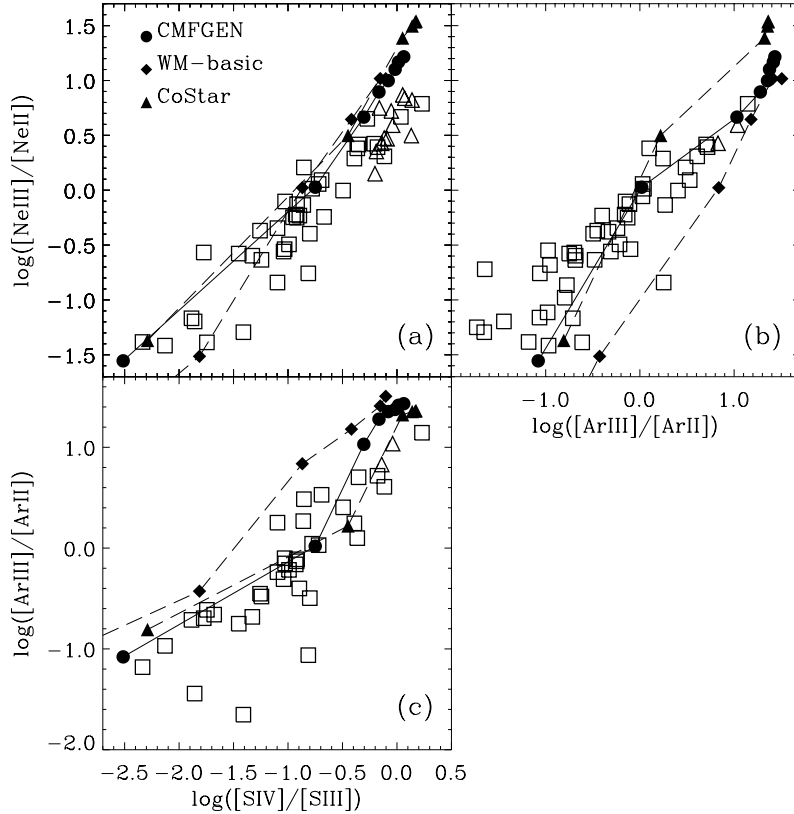 CMFGEN
WM-basic
CoStar
log([NeIII]/[NeII])
1.5
1.0
0.5
0.0
-0.5
-1.0
-1.5
(a)
(b)
-1.0 0.0 1.0
log([ArIII]/[ArII])
log([ArIII]/[ArII])
1.0
0.0
-1.0
-2.0
(c)
-2.5 -2.0 -1.5 -1.0 -0.5 0.0 0.5
log([SIV]/[SIII])